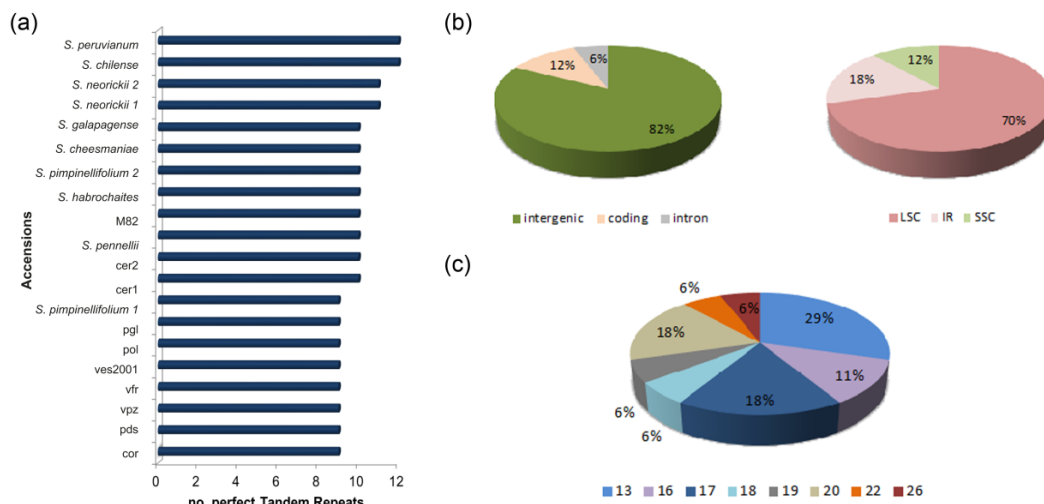 (a)
S. peruvianum
S. chilense
S. neorickii 2
S. neorickii 1
S. galapagense
S. cheesmaniae
S. pimpinellifolium 2
S. habrochaites
M82
S. pennellii
cer2
cer1
S. pimpinellifolium 1
pgl
pol
ves2001
vfr
vpz
pds
cor
Accensions
0 2 4 6 8 10 12
no. perfect Tandem Repeats
(b)
6%
12%
82%
intergenic coding intron
12%
18%
70%
LSC IR SSC
(c)
6%
6%
29%
18%
11%
18%
6%
6%
13 16 17 18 19 20 22 26